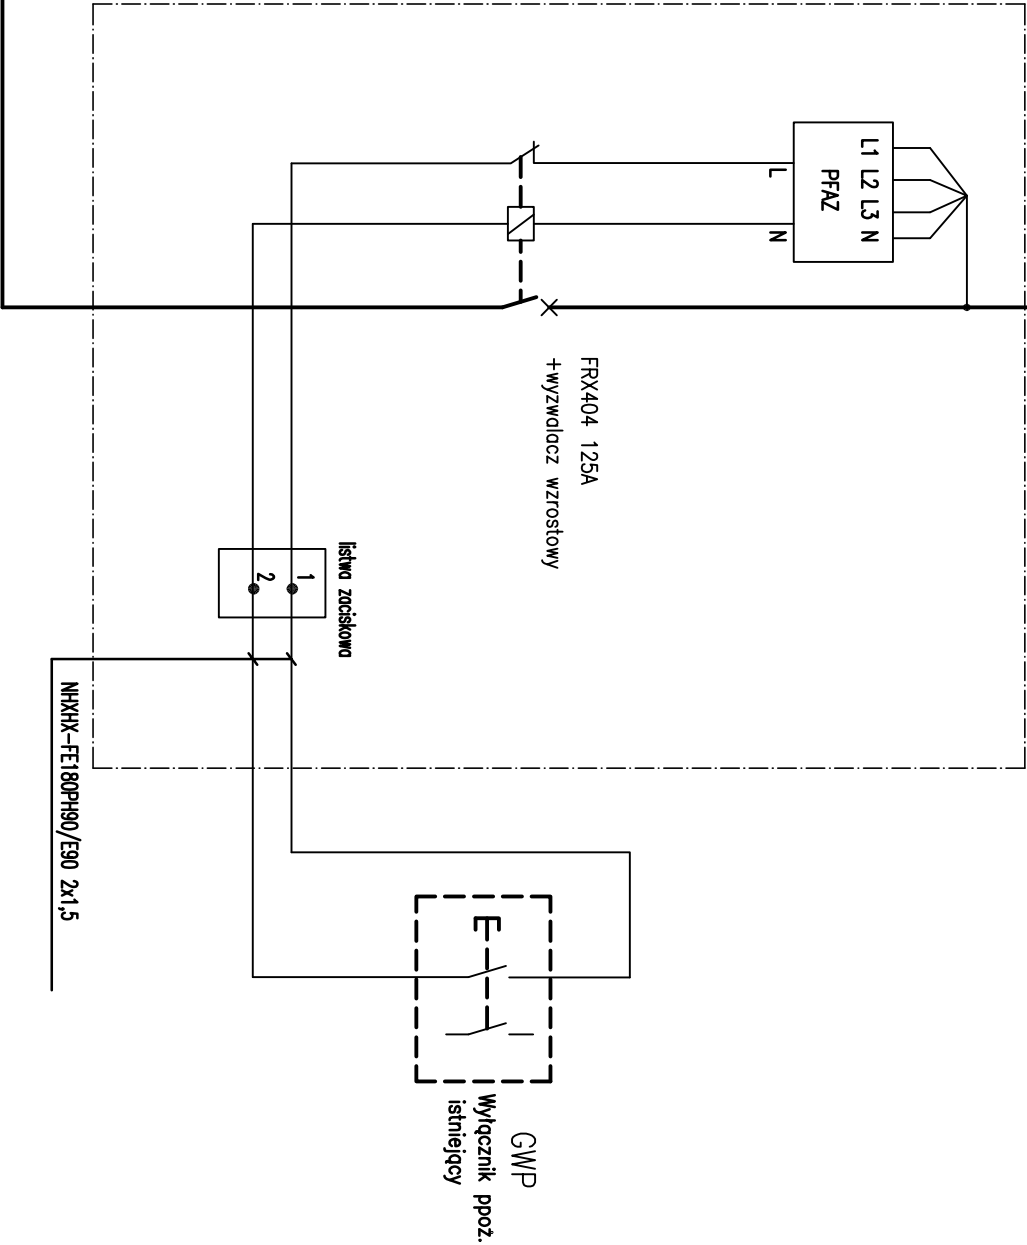 L1 L2 L3 N
PFAZ
L
N
FRX404 125A
+wyzwalacz wzrostowy
listwa zaciskowa
1
2
NHXHX-FE180PH90/E90 2x1,5
GWP
Wyłącznik ppoż.
istniejący